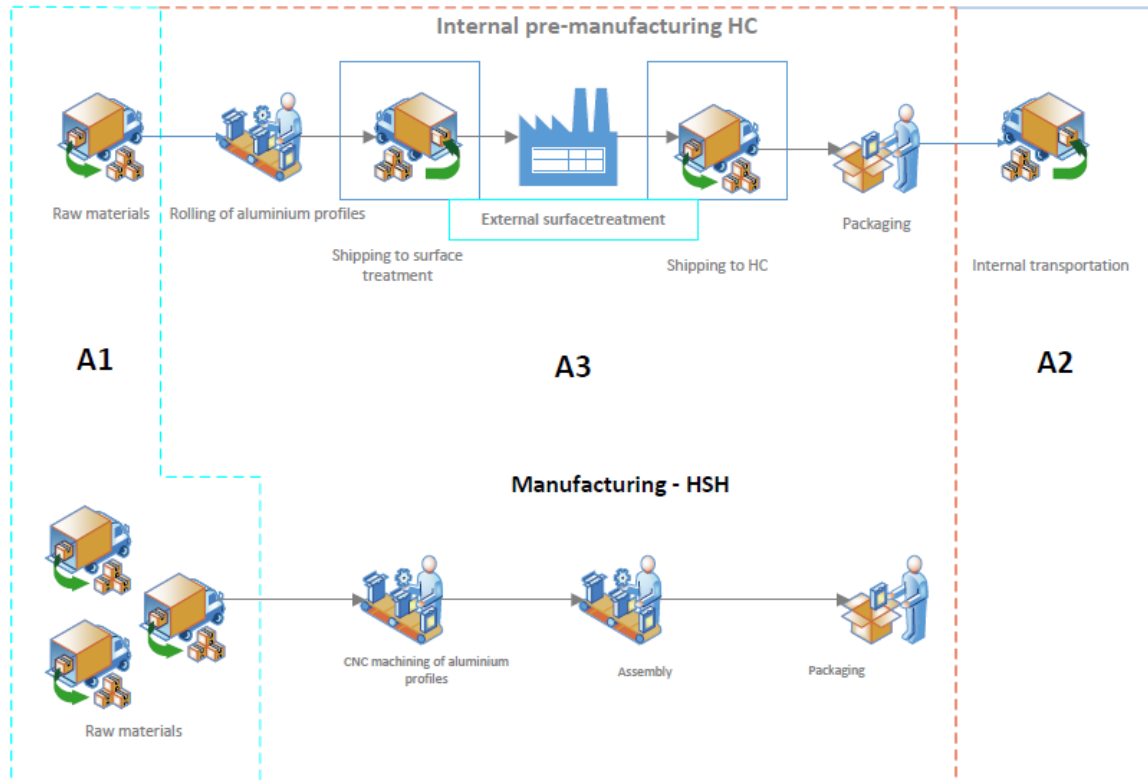 Internal pre-manufacturing HC
Raw materials
Rolling of aluminium profiles
Shipping to surface
treatment
External surfacetreatment
Shipping to HC
Packaging
Internal transportation
A1
A3
A2
Manufacturing - HSH
Raw materials
CNC machining of aluminium
profiles
Assembly
Packaging